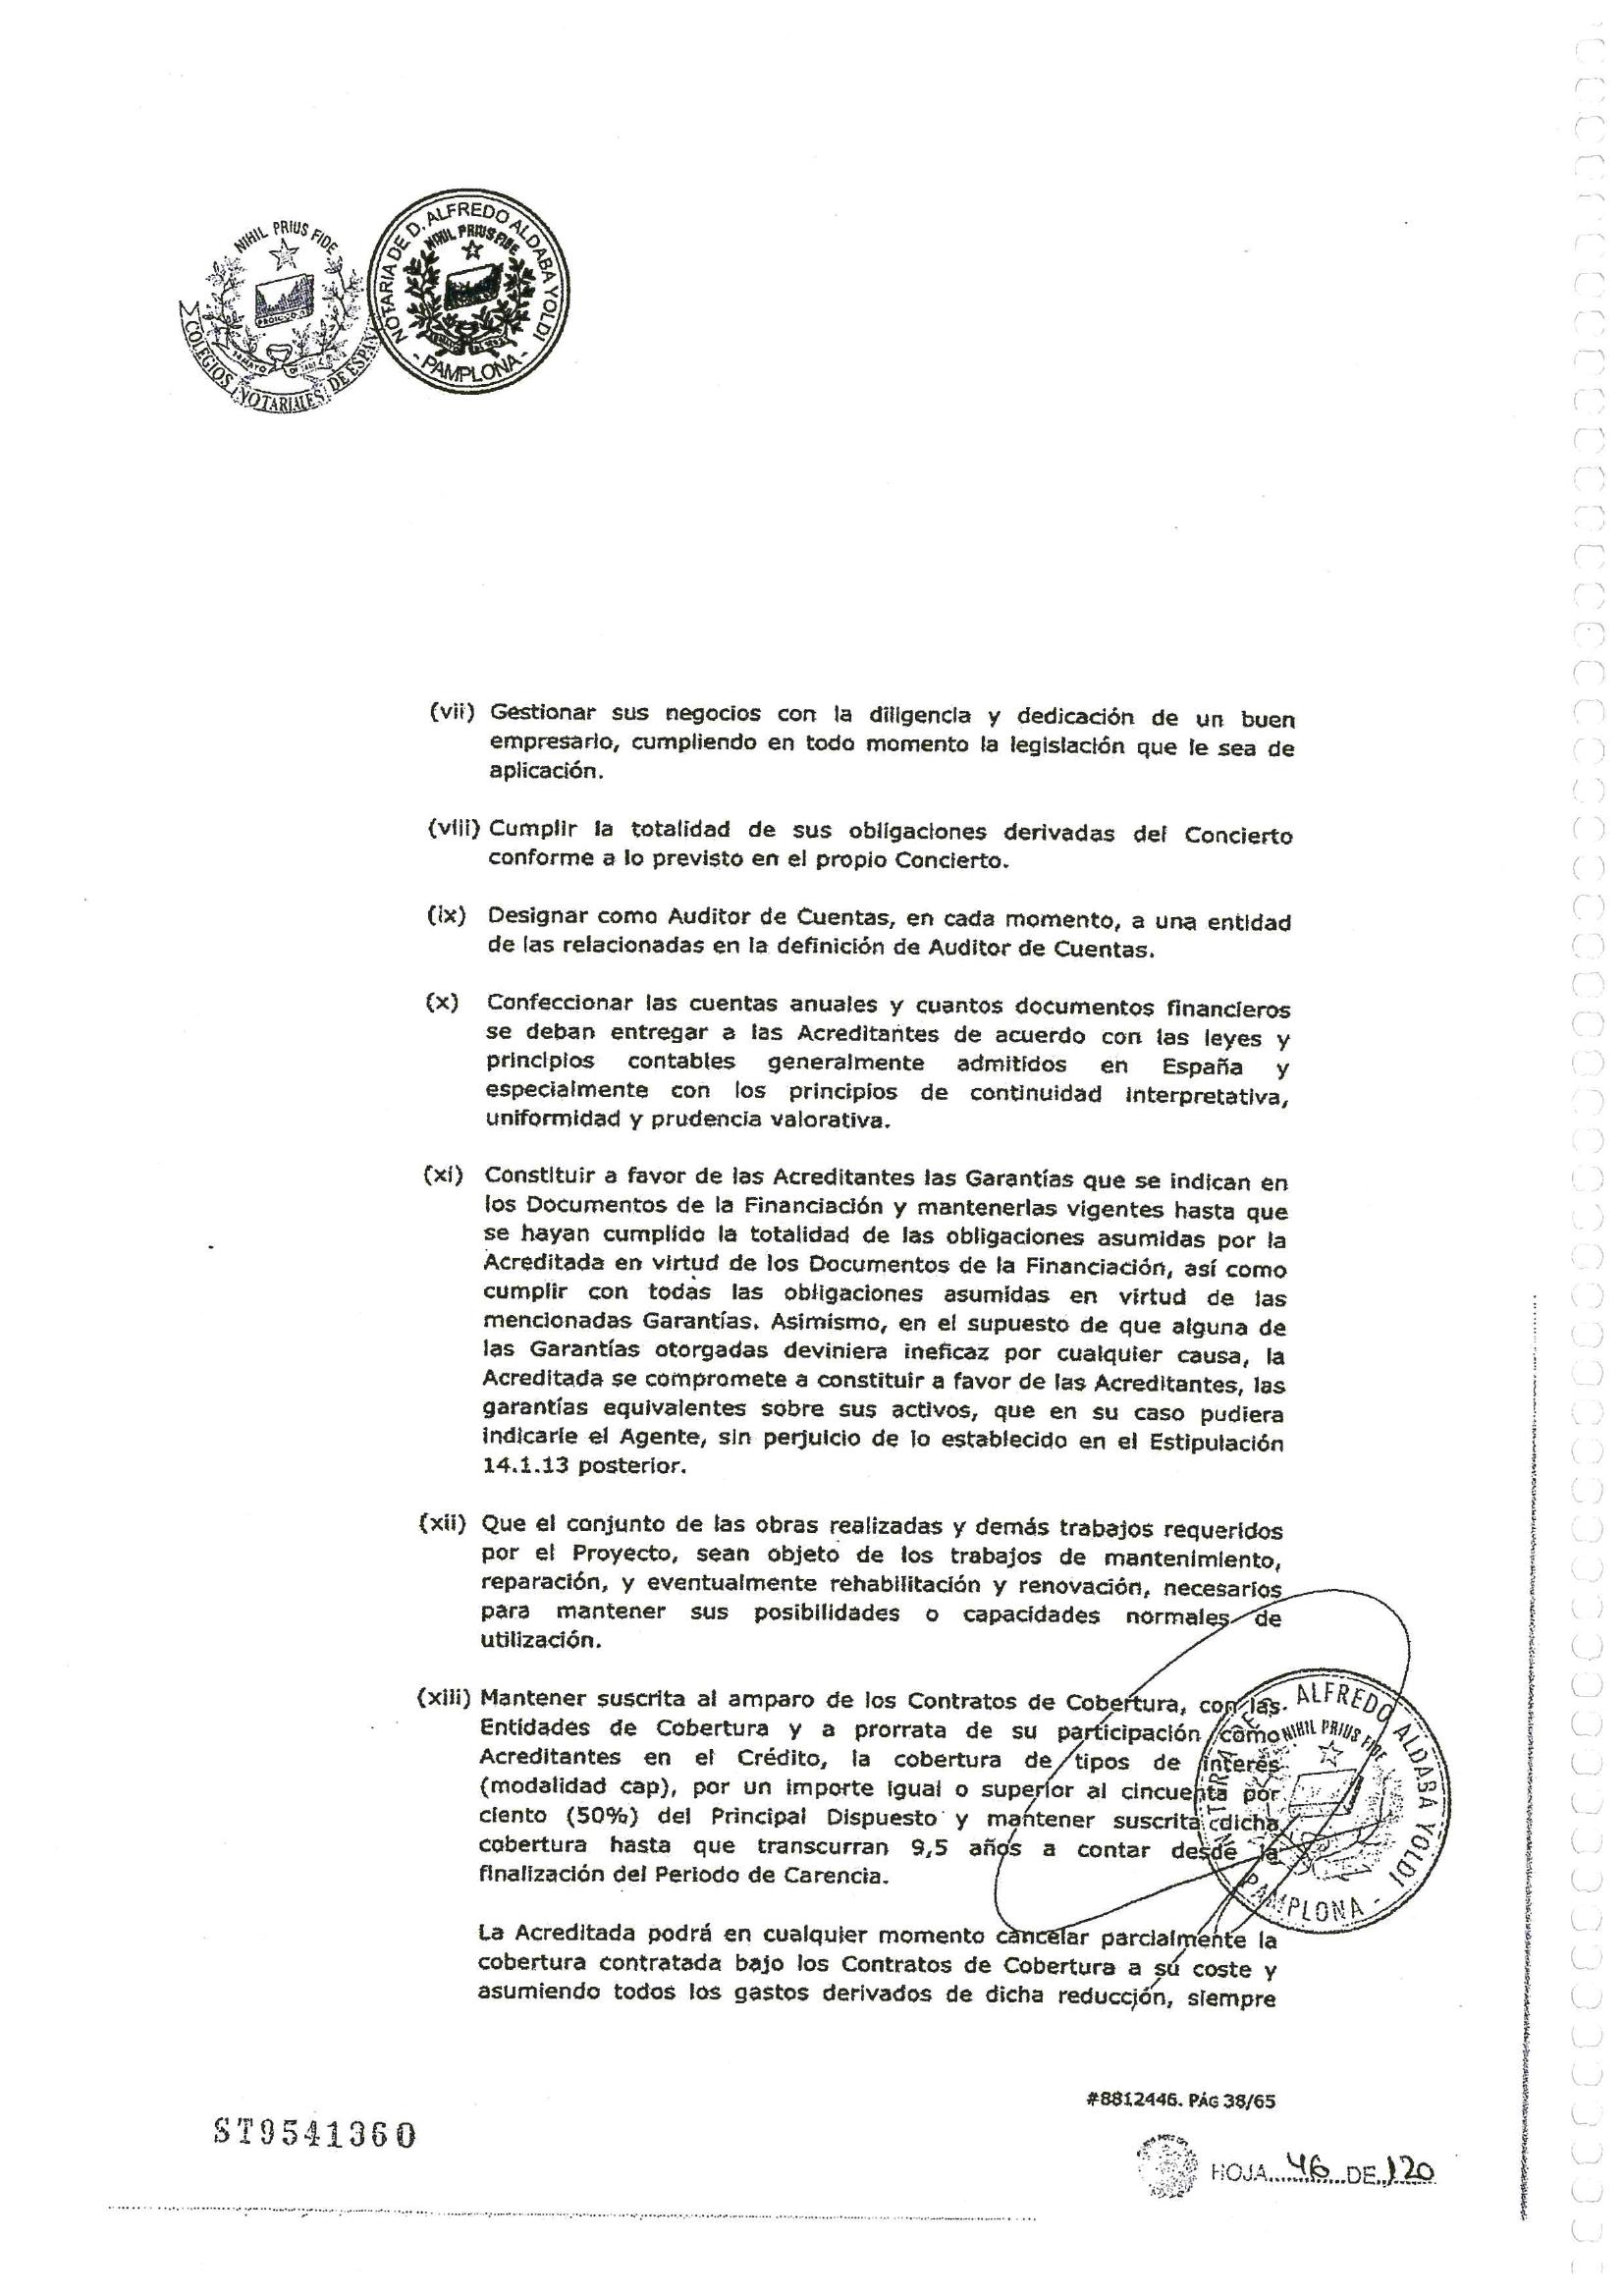 NIHIL PRIUS FIDE
COLEGIOS NOTARIALES DE ESPAÑ
NOTARIA DE D. ALFREDO ALDABA YOLDI
NIHIL PRIUS FIDE
- PAMPLONA -
(vii) Gestionar sus negocios con la diligencia y dedicación de un buen
empresario, cumpliendo en todo momento la legislación que le sea de
aplicación.
(viii) Cumplir la totalidad de sus obligaciones derivadas del Concierto
conforme a lo previsto en el propio Concierto.
(ix) Designar como Auditor de Cuentas, en cada momento, a una entidad
de las relacionadas en la definición de Auditor de Cuentas.
(x) Confeccionar las cuentas anuales y cuantos documentos financieros
se deban entregar a las Acreditantes de acuerdo con las leyes y
principios contables generalmente admitidos en España y
especialmente con los principios de continuidad interpretativa,
uniformidad y prudencia valorativa.
(xi) Constituir a favor de las Acreditantes las Garantías que se indican en
los Documentos de la Financiación y mantenerlas vigentes hasta que
se hayan cumplido la totalidad de las obligaciones asumidas por la
Acreditada en virtud de los Documentos de la Financiación, así como
cumplir con todas las obligaciones asumidas en virtud de las
mencionadas Garantías. Asimismo, en el supuesto de que alguna de
las Garantías otorgadas deviniera ineficaz por cualquier causa, la
Acreditada se compromete a constituir a favor de las Acreditantes, las
garantías equivalentes sobre sus activos, que en su caso pudiera
indicarle el Agente, sin perjuicio de lo establecido en el Estipulación
14.1.13 posterior.
(xii) Que el conjunto de las obras realizadas y demás trabajos requeridos
por el Proyecto, sean objeto de los trabajos de mantenimiento,
reparación, y eventualmente rehabilitación y renovación, necesarios
para mantener sus posibilidades o capacidades normales de
utilización.
(xiii) Mantener suscrita al amparo de los Contratos de Cobertura, con las
Entidades de Cobertura y a prorrata de su participación como
Acreditantes en el Crédito, la cobertura de tipos de interés
(modalidad cap), por un importe igual o superior al cincuenta por
ciento (50%) del Principal Dispuesto y mantener suscrita dicha
cobertura hasta que transcurran 9,5 años a contar desde la
finalización del Periodo de Carencia.
ALFREDO ALDABA YOLDI
NIHIL PRIUS FIDE
PAMPLONA -
La Acreditada podrá en cualquier momento cancelar parcialmente la
cobertura contratada bajo los Contratos de Cobertura a su coste y
asumiendo todos los gastos derivados de dicha reducción, siempre
#8812446. PÁG 38/65
ST9541360
HOJA 46 DE 120